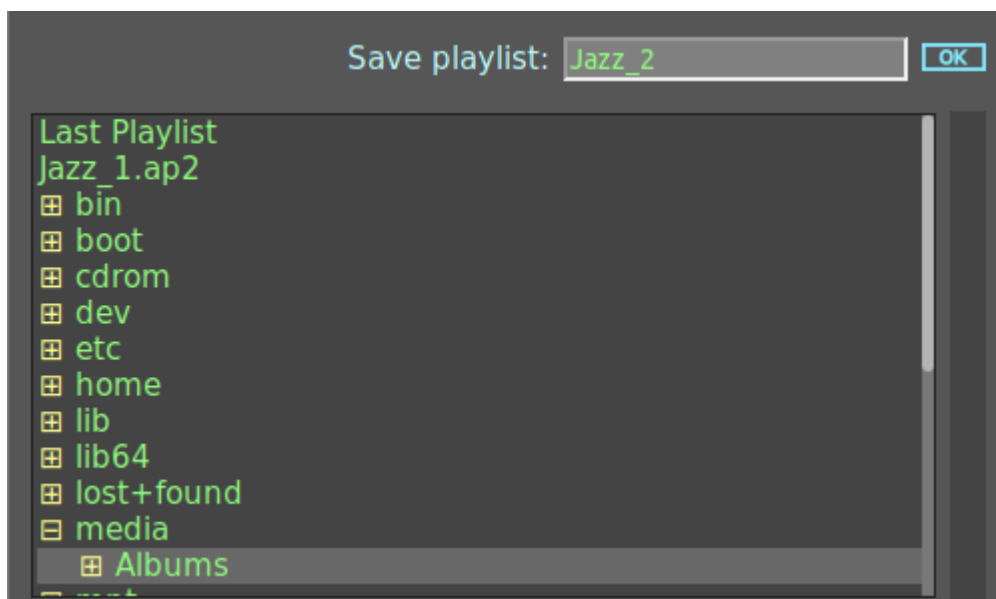 Save playlist: Jazz_2 OK
Last Playlist
Jazz_1.ap2
bin
boot
cdrom
dev
etc
home
lib
lib64
lost+found
media
Albums